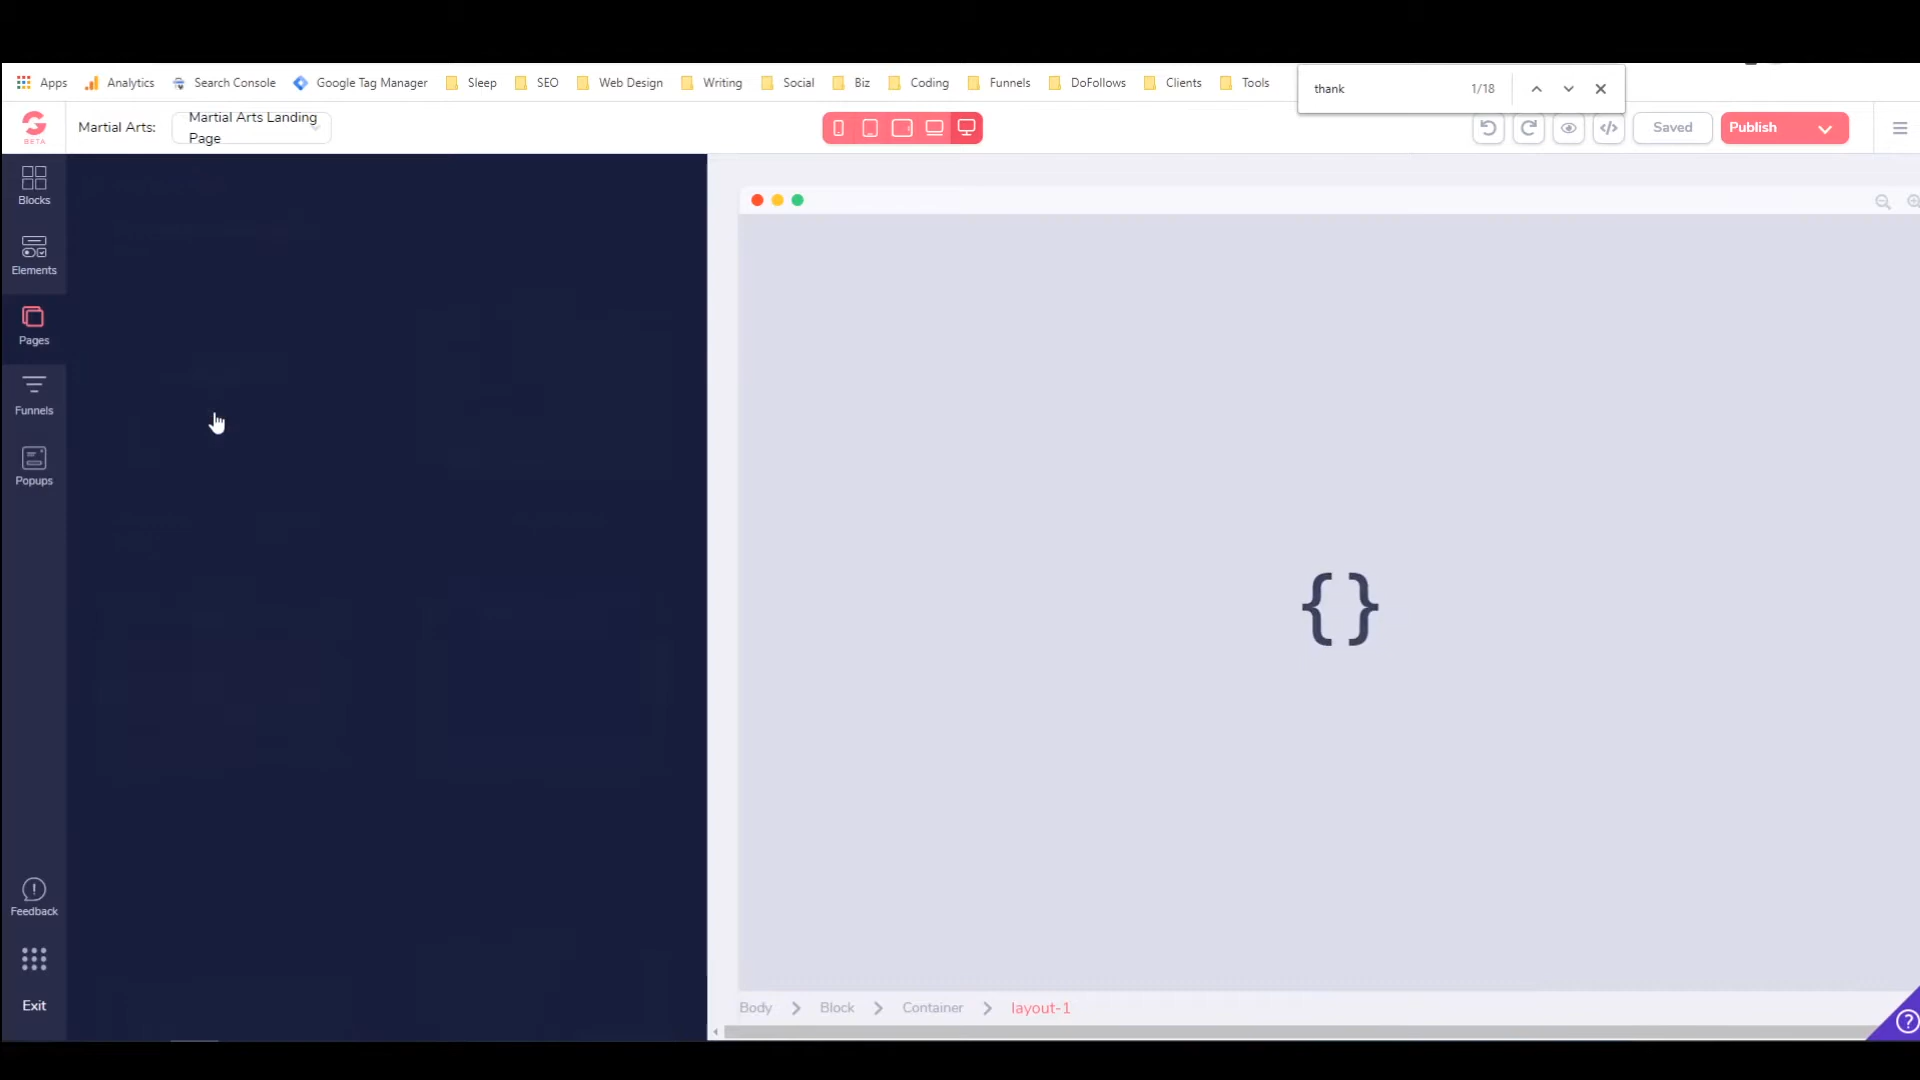 Apps Analytics Search Console Google Tag Manager Sleep SEO Web Design Writing Social Biz Coding Funnels DoFollows Clients Tools
thank 1/18
BETA
Martial Arts:
Martial Arts Landing
Page
</>
Saved
Publish
Blocks
Elements
Pages
Funnels
Popups
{}
Feedback
Exit
Body Block Container layout-1
?